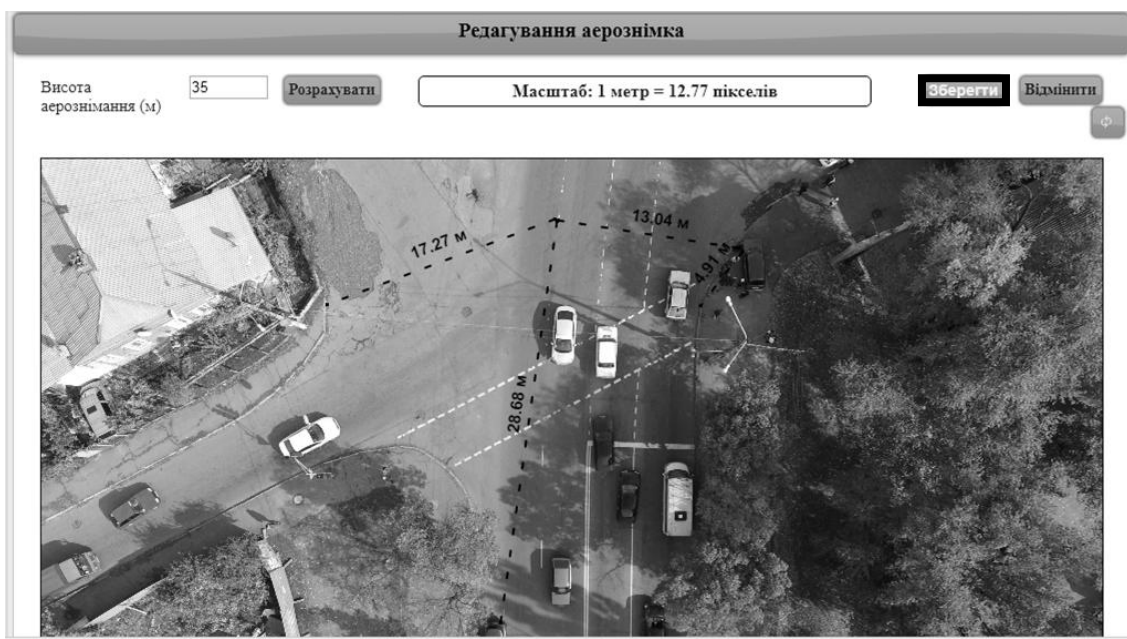 Редагування аерознімка
Висота
аерознімання (м)
35
Розрахувати
Масштаб: 1 метр = 12.77 пікселів
Зберегти
Відмінити
17.27 м
13.04 м
4.91 м
28.68 м